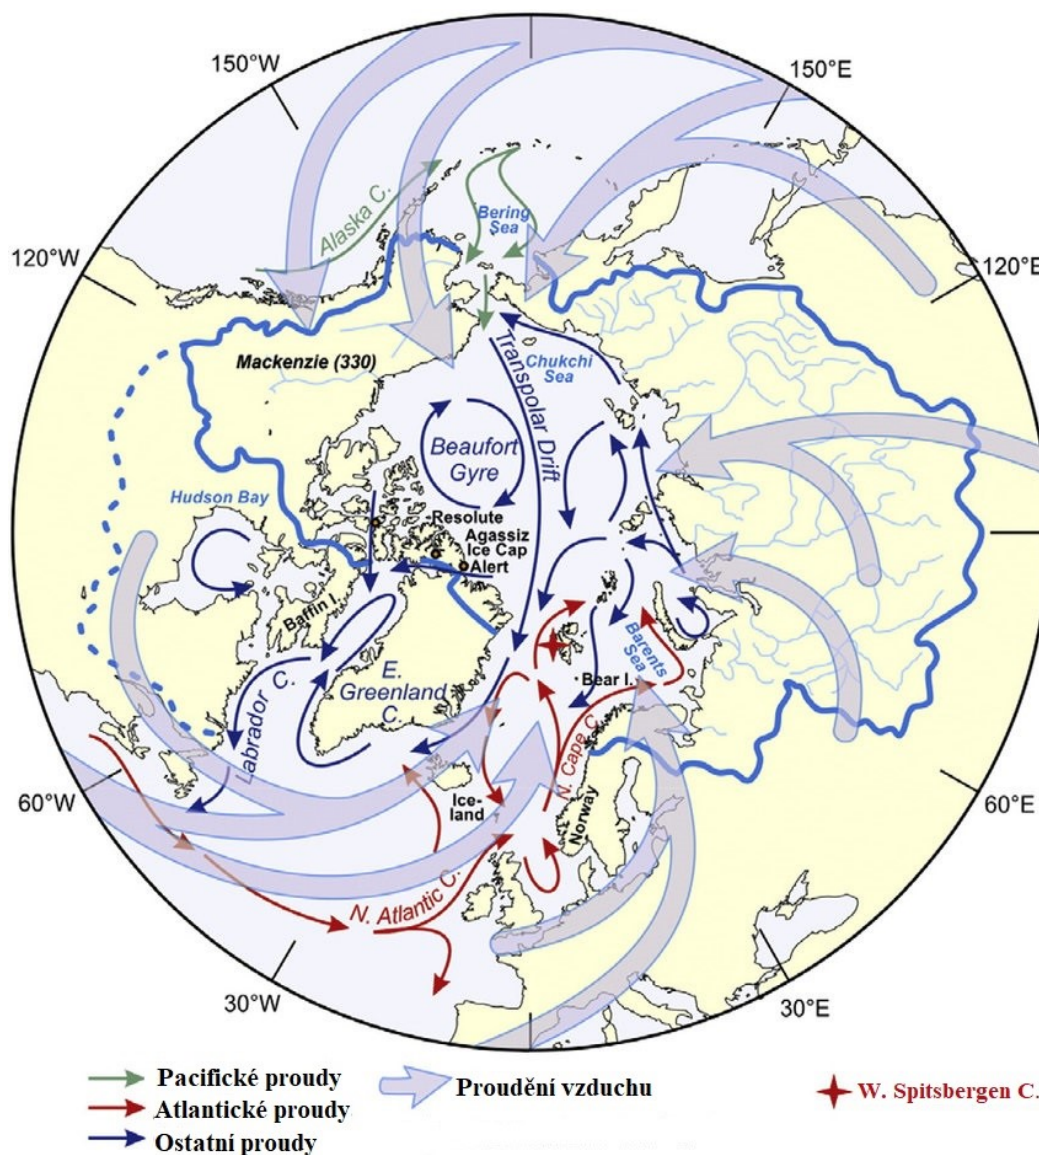 150°W
150°E
Alaska C.
Bering
Sea
120°W
120°E
Mackenzie (330)
Transpolar Drift
Chukchi
Sea
Beaufort
Gyre
Hudson Bay
Resolute
Agassiz
Ice Cap
Alert
Baffin I.
Barents
Sea
Bear I.
E.
Greenland
C.
Labrador C.
N. Cape C.
60°W
60°E
Ice-
land
Norway
N. Atlantic C.
30°W
30°E
Pacifické proudy
Proudění vzduchu
W. Spitsbergen C.
Atlantické proudy
Ostatní proudy